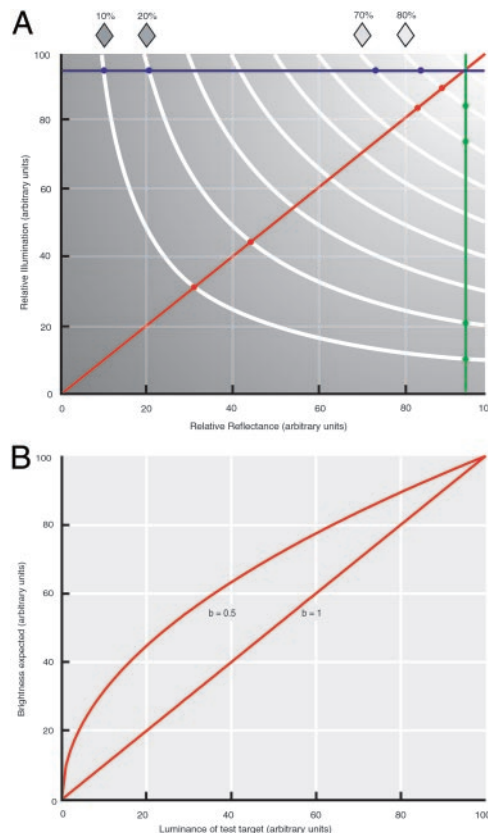 A
10% 20% 70% 80%
100
80
60
40
20
0
Relative Illumination (arbitrary units)
0 20 40 60 80 100
Relative Reflectance (arbitrary units)
B
100
80
60
40
20
0
Brightness expected (arbitrary units)
b = 0.5 b = 1
0 20 40 60 80 100
Luminance of test target (arbitrary units)